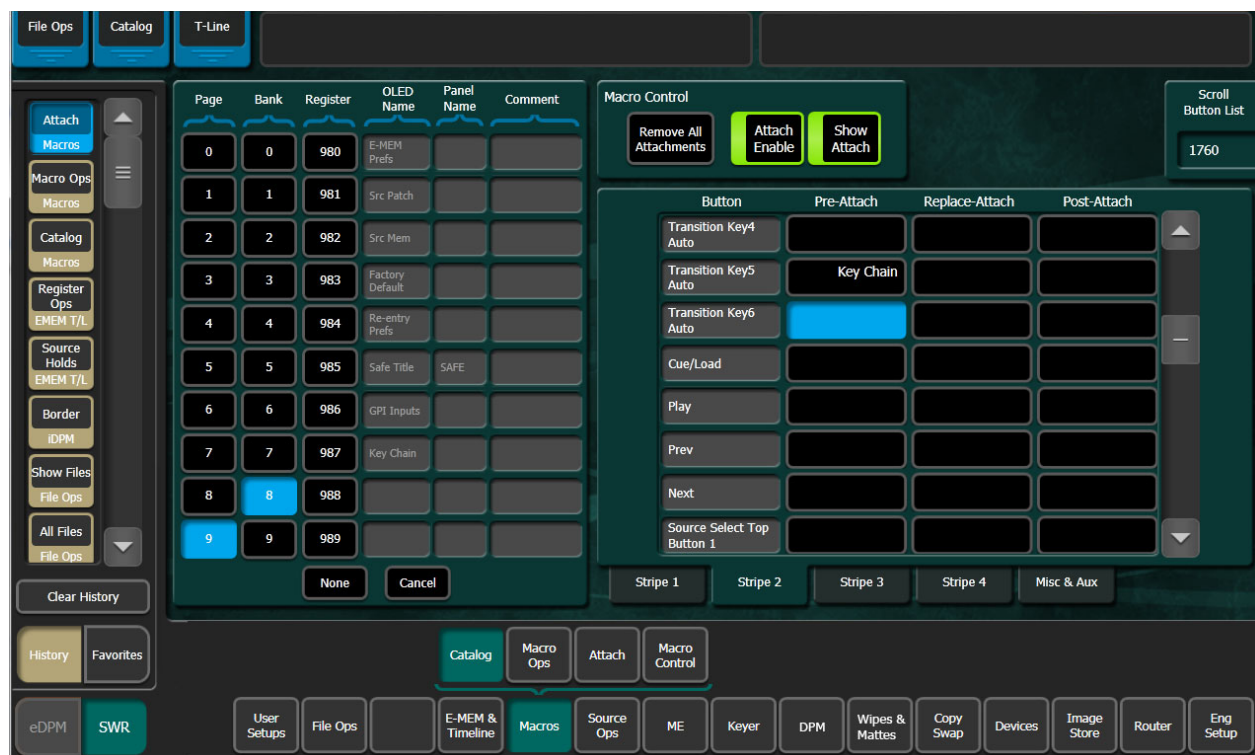 File Ops
Catalog
T-Line
Attach
Macros
Macro Ops
Macros
Catalog
Macros
Register
Ops
EMEM T/L
Source
Holds
EMEM T/L
Border
iDPM
Show Files
File Ops
All Files
File Ops
Clear History
History
Favorites
eDPM
SWR
Page Bank Register OLED Name Panel Name Comment
0 0 980 E-MEM Prefs
1 1 981 Src Patch
2 2 982 Src Mem
3 3 983 Factory Default
4 4 984 Re-entry Prefs
5 5 985 Safe Title SAFE
6 6 986 GPI Inputs
7 7 987 Key Chain
8 8 988
9 9 989
None Cancel
Macro Control
Remove All
Attachments
Attach
Enable
Show
Attach
Scroll
Button List
1760
Button Pre-Attach Replace-Attach Post-Attach
Transition Key4
Auto
Transition Key5
Auto
Key Chain
Transition Key6
Auto
Cue/Load
Play
Prev
Next
Source Select Top
Button 1
Stripe 1 Stripe 2 Stripe 3 Stripe 4 Misc & Aux
Catalog
Macro
Ops
Attach
Macro
Control
User
Setups
File Ops
E-MEM &
Timeline
Macros
Source
Ops
ME
Keyer
DPM
Wipes &
Mattes
Copy
Swap
Devices
Image
Store
Router
Eng
Setup